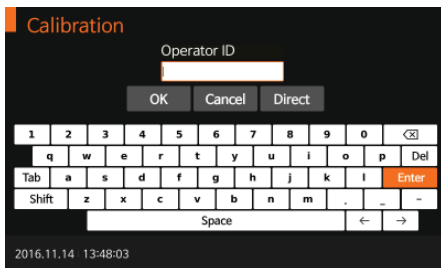 Calibration
Operator ID
OK Cancel Direct
1 2 3 4 5 6 7 8 9 0
q w e r t y u i o p Del
Tab a s d f g h j k l Enter
Shift z x c v b n m . _ -
Space ← →
2016.11.14 13:48:03